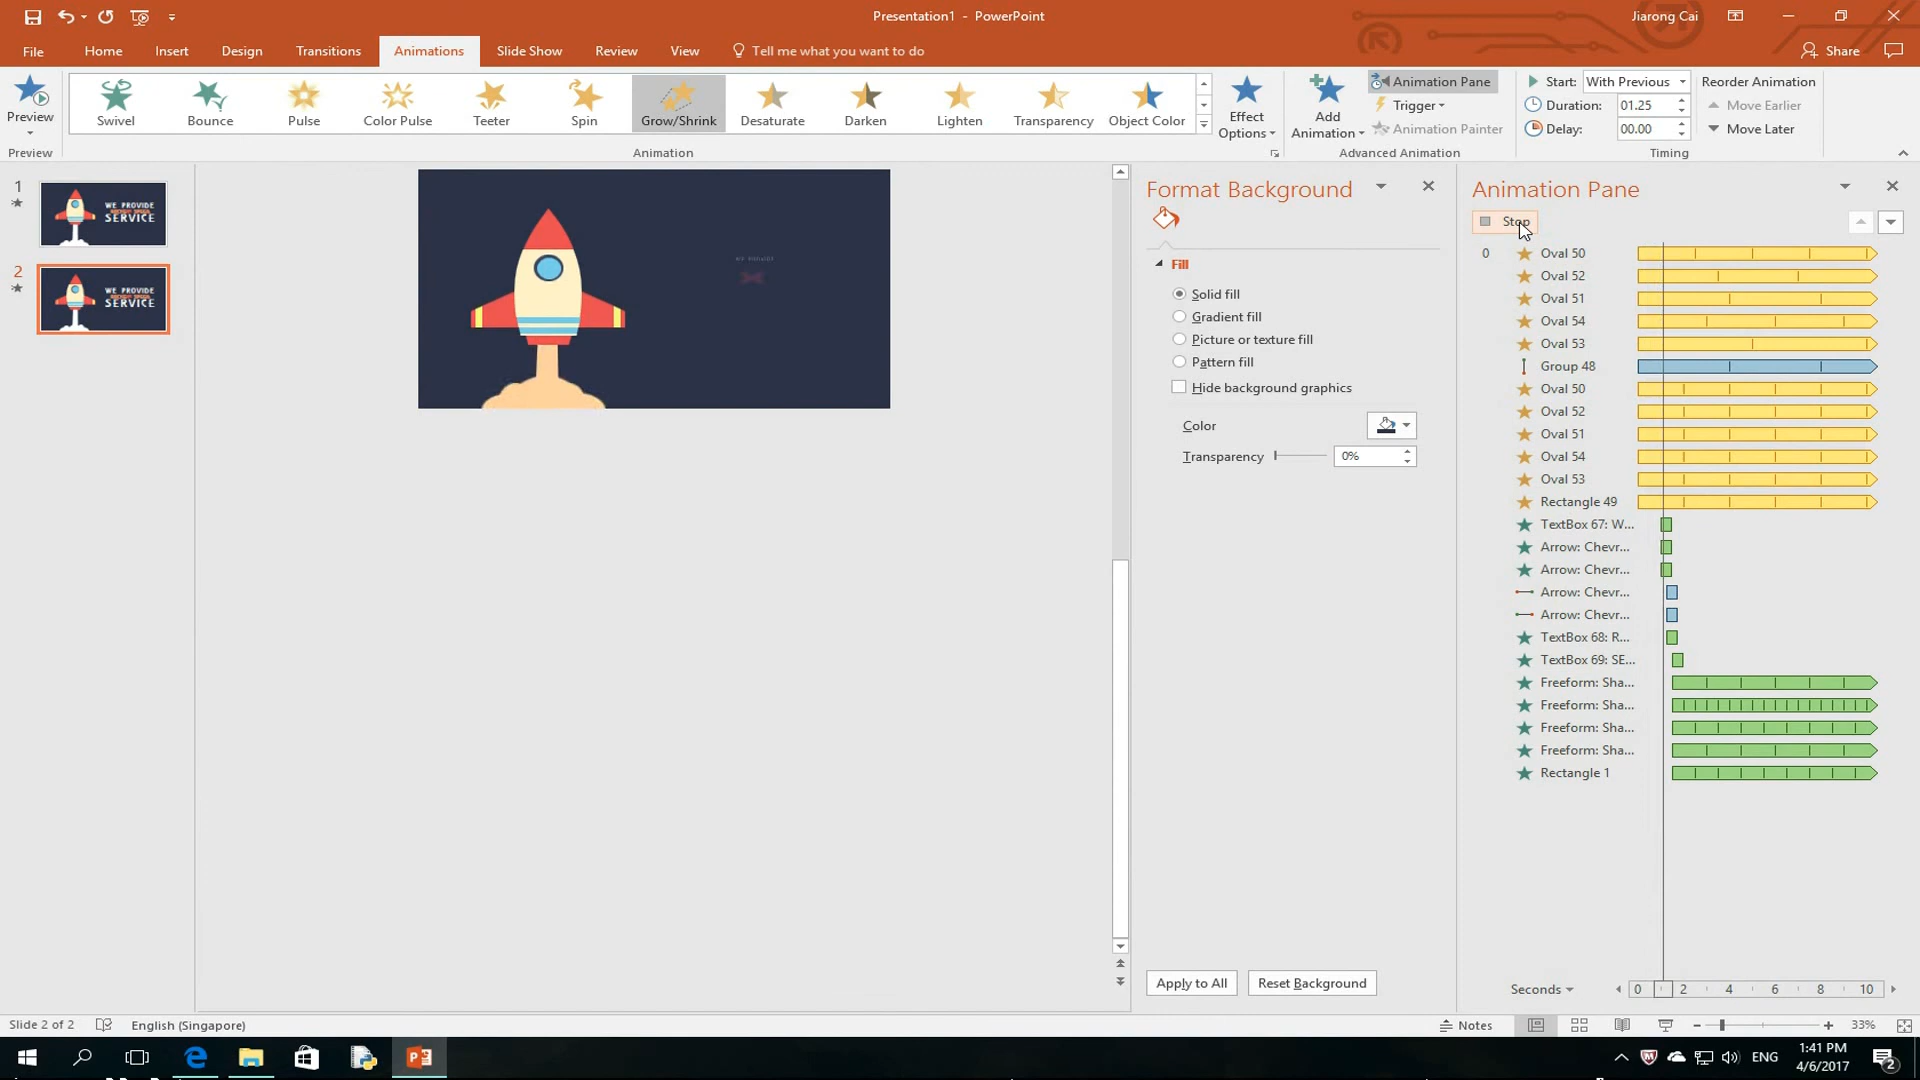 Presentation1 - PowerPoint
Jiarong Cai
File
Home
Insert
Design
Transitions
Animations
Slide Show
Review
View
Tell me what you want to do
Share
Preview
Preview
Swivel
Bounce
Pulse
Color Pulse
Teeter
Spin
Grow/Shrink
Desaturate
Darken
Lighten
Transparency
Object Color
Animation
Effect
Options
Add
Animation
Animation Pane
Trigger
Animation Painter
Advanced Animation
Start: With Previous
Duration: 01.25
Delay: 00.00
Timing
Reorder Animation
Move Earlier
Move Later
1
WE PROVIDE
SERVICE
2
WE PROVIDE
SERVICE
WE PROVIDE
Format Background
Fill
Solid fill
Gradient fill
Picture or texture fill
Pattern fill
Hide background graphics
Color
Transparency 0%
Apply to All
Reset Background
Animation Pane
Stop
0 Oval 50
Oval 52
Oval 51
Oval 54
Oval 53
Group 48
Oval 50
Oval 52
Oval 51
Oval 54
Oval 53
Rectangle 49
TextBox 67: W...
Arrow: Chevr...
Arrow: Chevr...
Arrow: Chevr...
Arrow: Chevr...
TextBox 68: R...
TextBox 69: SE...
Freeform: Sha...
Freeform: Sha...
Freeform: Sha...
Freeform: Sha...
Rectangle 1
Seconds 0 2 4 6 8 10
Slide 2 of 2
English (Singapore)
Notes
33%
ENG
1:41 PM
4/6/2017
2